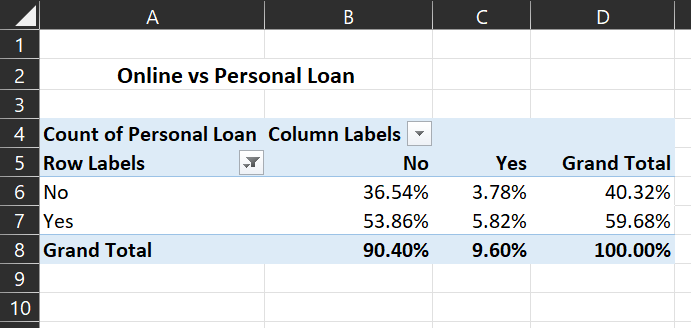 A B C D
1
2 Online vs Personal Loan
3
4 Count of Personal Loan Column Labels
5 Row Labels No Yes Grand Total
6 No 36.54% 3.78% 40.32%
7 Yes 53.86% 5.82% 59.68%
8 Grand Total 90.40% 9.60% 100.00%
9
10